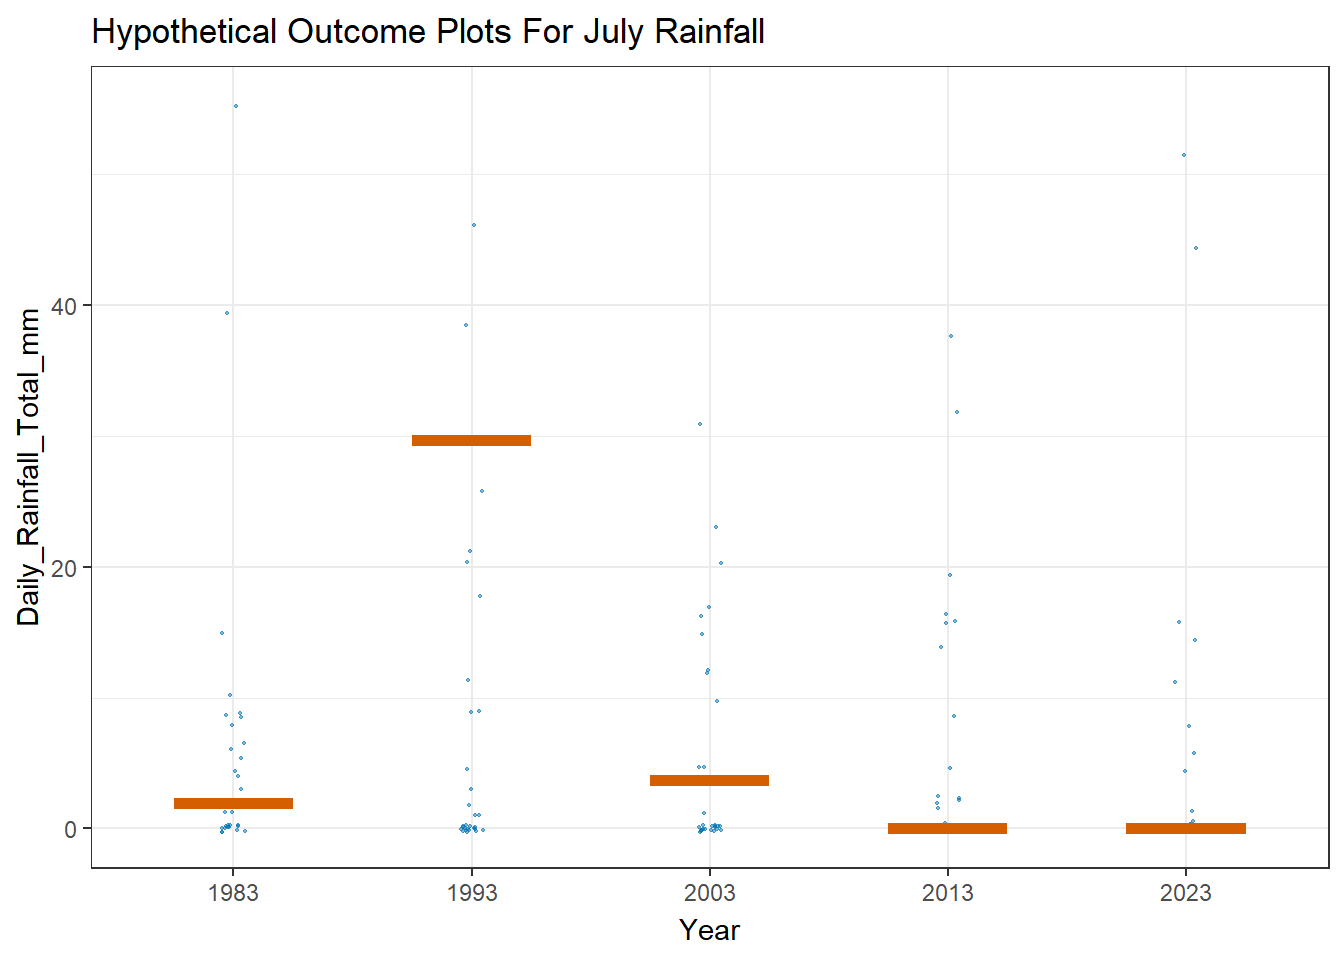 Hypothetical Outcome Plots For July Rainfall
Daily_Rainfall_Total_mm
40
20
0
1983 1993 2003 2013 2023
Year